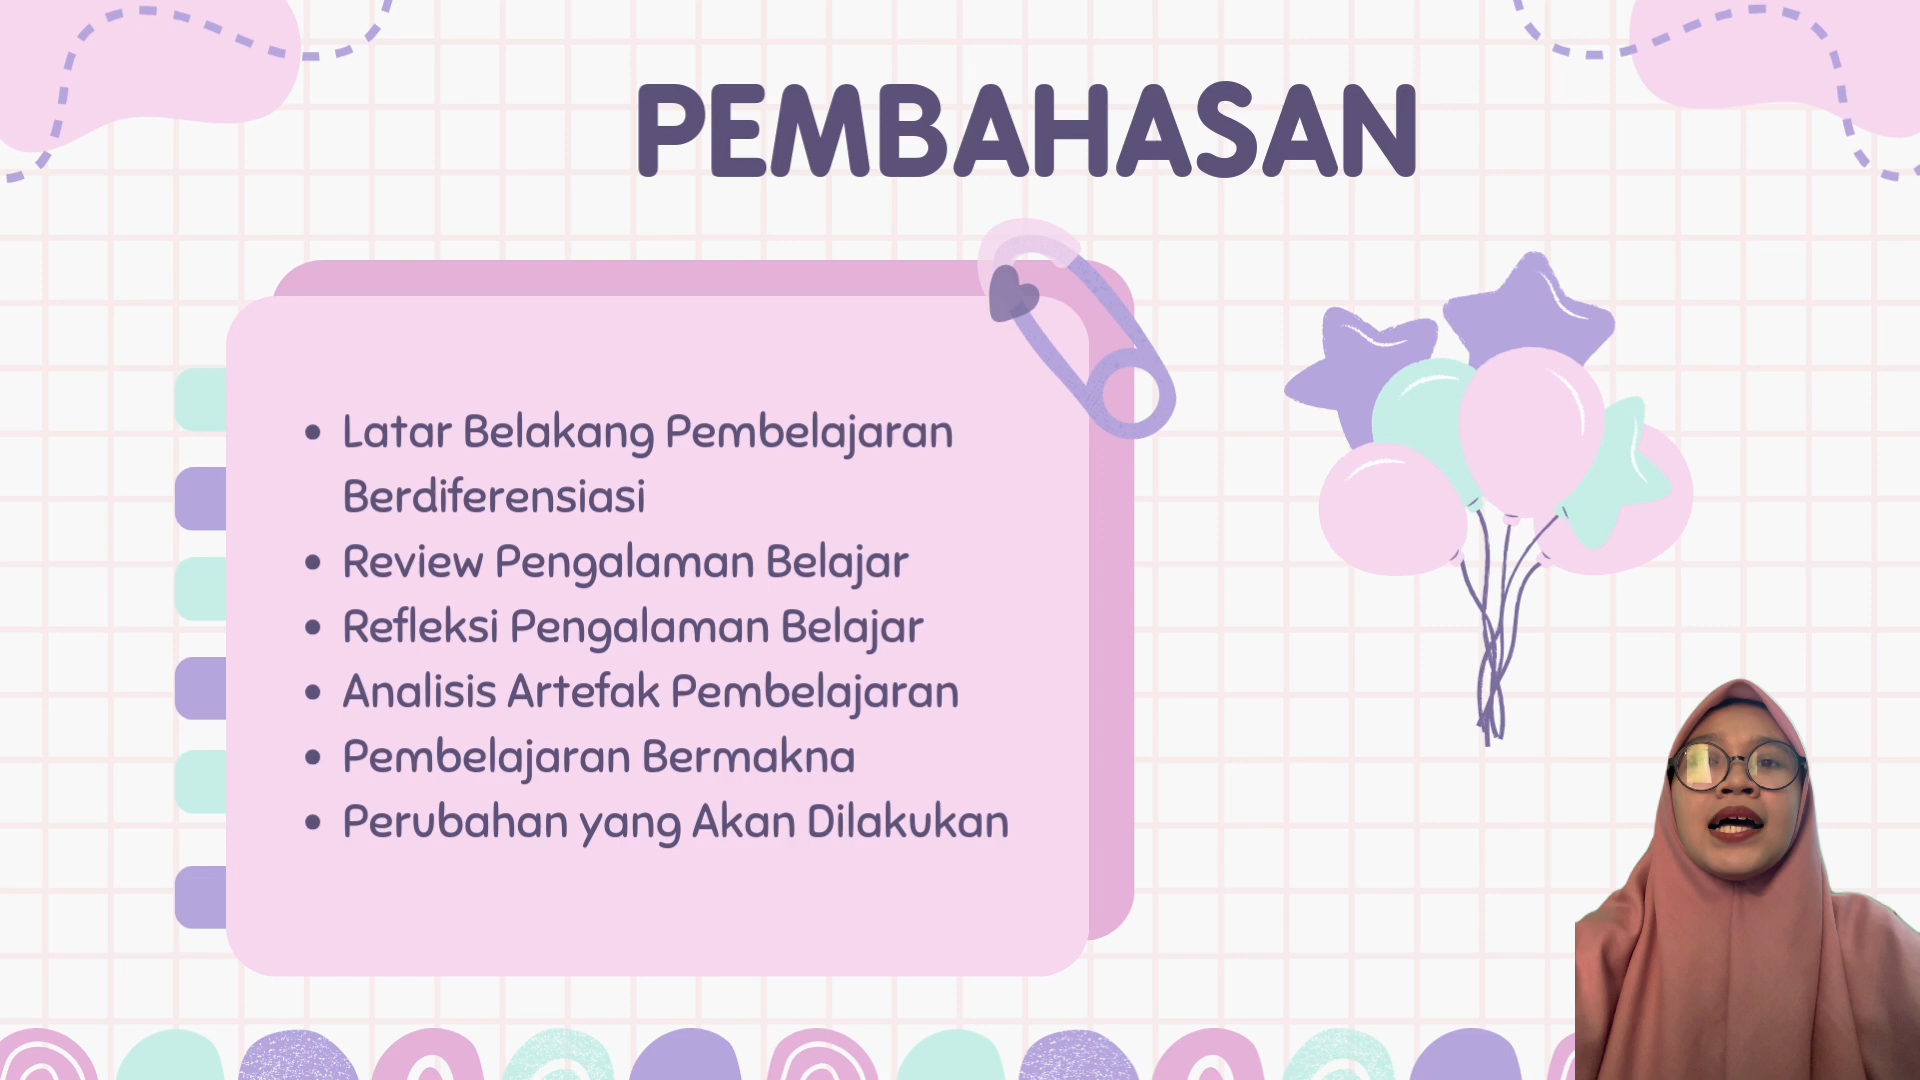 PEMBAHASAN
• Latar Belakang Pembelajaran
Berdiferensiasi
• Review Pengalaman Belajar
• Refleksi Pengalaman Belajar
• Analisis Artefak Pembelajaran
• Pembelajaran Bermakna
• Perubahan yang Akan Dilakukan